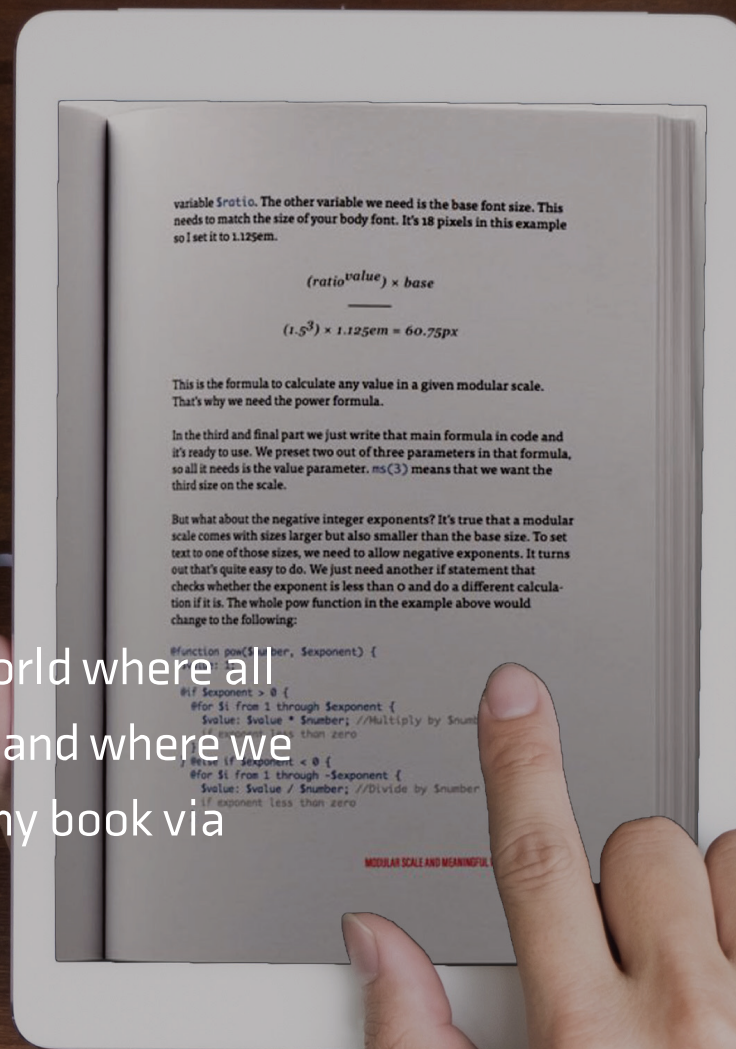 variable $ratio. The other variable we need is the base font size. This
needs to match the size of your body font. It's 18 pixels in this example
so I set it to 1.125em.
(ratio^value) × base
(1.5^3) × 1.125em = 60.75px
This is the formula to calculate any value in a given modular scale.
That's why we need the power formula.
In the third and final part we just write that main formula in code and
it's ready to use. We preset two out of three parameters in that formula,
so all it needs is the value parameter. ms(3) means that we want the
third size on the scale.
But what about the negative integer exponents? It's true that a modular
scale comes with sizes larger but also smaller than the base size. To set
text to one of those sizes, we need to allow negative exponents. It turns
out that's quite easy to do. We just need another if statement that
checks whether the exponent is less than 0 and do a different calcula-
tion if it is. The whole pow function in the example above would
change to the following:
@function pow($number, $exponent) {
@if $exponent > 0 {
@for $i from 1 through $exponent {
$value: $value * $number; //Multiply by
if exponent less than zero
} @else if $exponent < 0 {
@for $i from 1 through -$exponent {
$value: $value / $number; //Divide by $number
if exponent less than zero
MODULAR SCALE AND MEANINGFUL
where all
and where we
book via